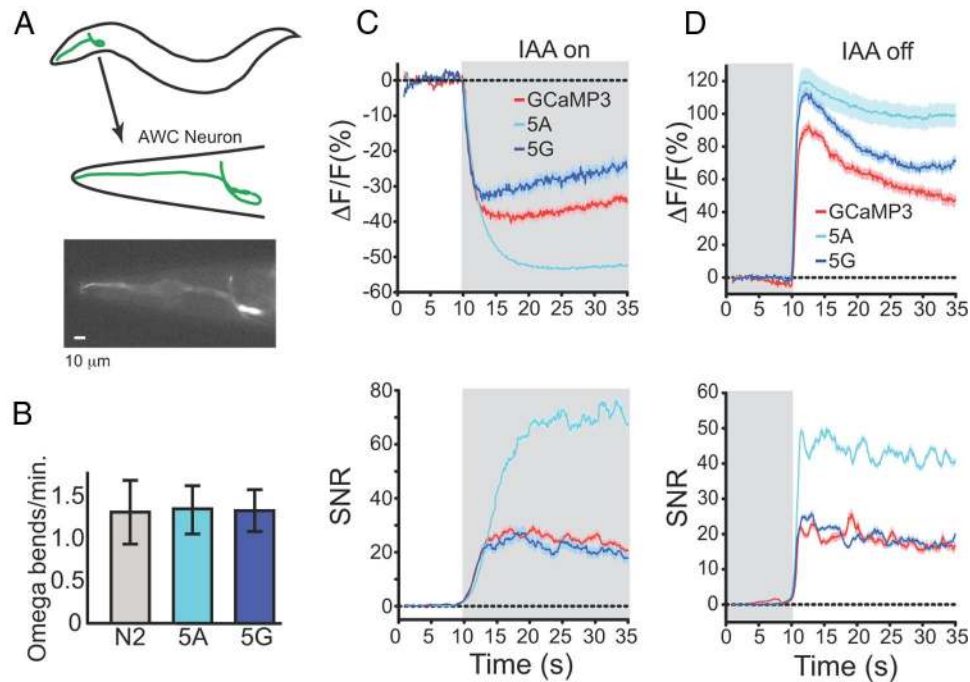 A
AWC Neuron
10 µm
B
Omega bends/min.
1.5
1.0
0.5
0
N2 5A 5G
C
IAA on
ΔF/F(%)
0
-10
-20
-30
-40
-50
-60
GCaMP3
5A
5G
0 5 10 15 20 25 30 35
SNR
80
60
40
20
0
0 5 10 15 20 25 30 35
Time (s)
D
IAA off
ΔF/F(%)
120
100
80
60
40
20
0
GCaMP3
5A
5G
0 5 10 15 20 25 30 35
SNR
60
50
40
30
20
10
0
0 5 10 15 20 25 30 35
Time (s)